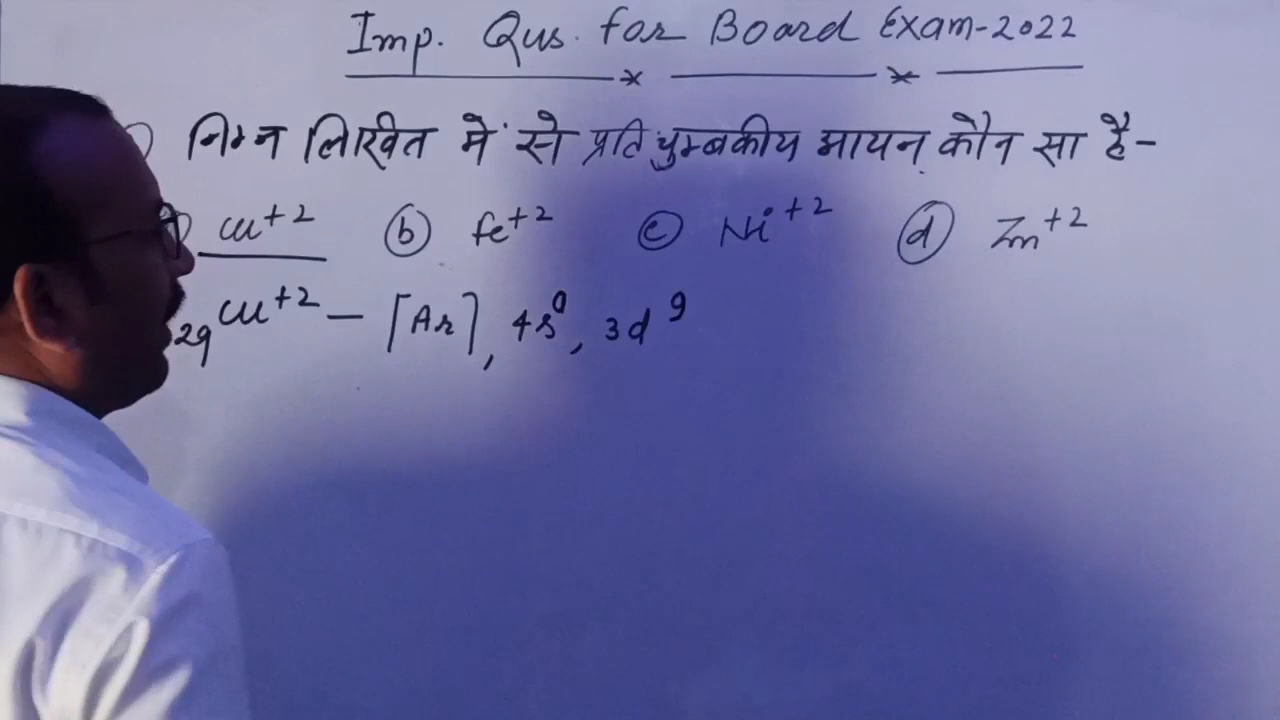 Imp. Qus. for Board Exam-2022
निम्न लिखित में से प्रति चुम्बकीय आयन कौन सा है-
Cu+2 (b) Fe+2 (c) Ni+2 (d) Zn+2
29Cu+2 - [Ar], 4s0, 3d9